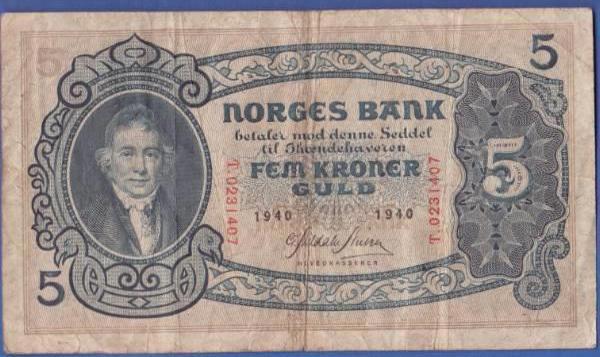 5 5
NORGES BANK
betaler mod denne Seddel
til Ihændehaveren
FEM KRONER
GULD
1940 1940
T.0231407
T.0231407
HOVEDKASSERER
5
5